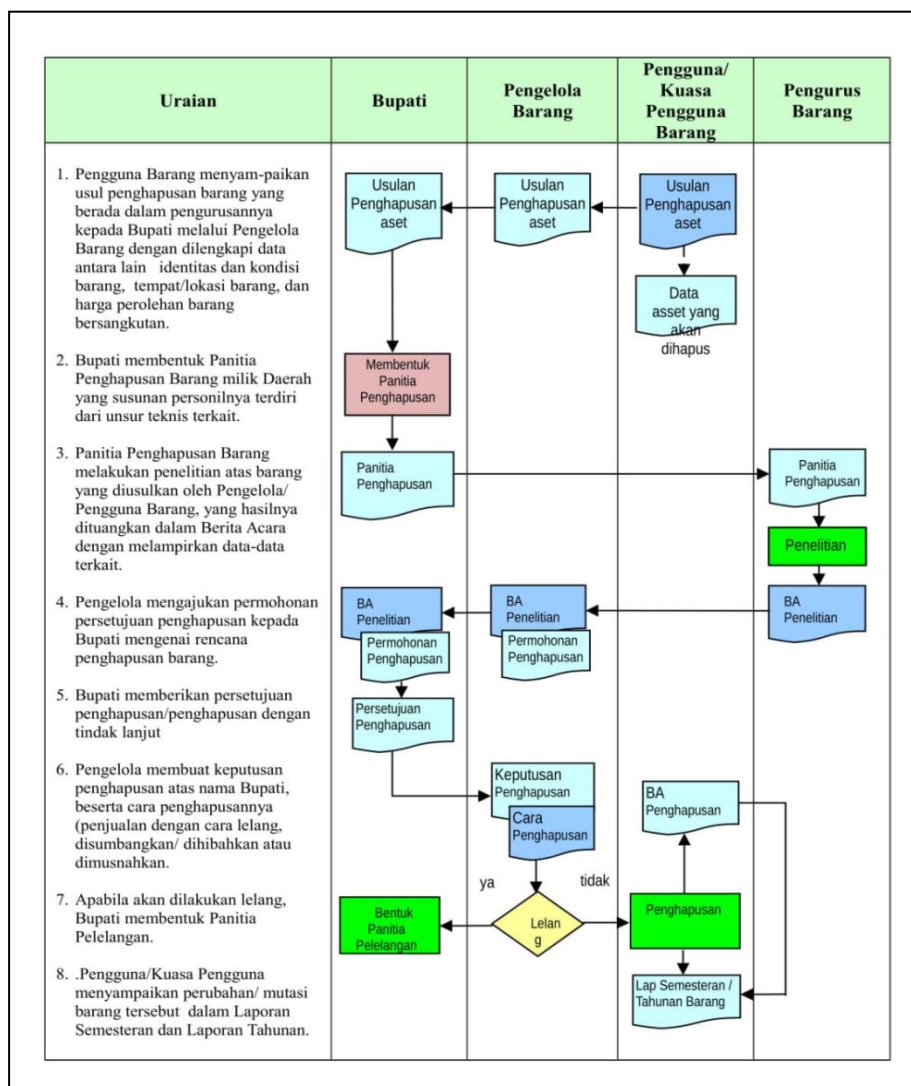 Uraian
Bupati
Pengelola
Barang
Pengguna/
Kuasa
Pengguna
Barang
Pengurus
Barang
1. Pengguna Barang menyam-paikan
usul penghapusan barang yang
berada dalam pengurusannya
kepada Bupati melalui Pengelola
Barang dengan dilengkapi data
antara lain identitas dan kondisi
barang, tempat/lokasi barang, dan
harga perolehan barang
bersangkutan.
2. Bupati membentuk Panitia
Penghapusan Barang milik Daerah
yang susunan personilnya terdiri
dari unsur teknis terkait.
3. Panitia Penghapusan Barang
melakukan penelitian atas barang
yang diusulkan oleh Pengelola/
Pengguna Barang, yang hasilnya
dituangkan dalam Berita Acara
dengan melampirkan data-data
terkait.
4. Pengelola mengajukan permohonan
persetujuan penghapusan kepada
Bupati mengenai rencana
penghapusan barang.
5. Bupati memberikan persetujuan
penghapusan/penghapusan dengan
tindak lanjut
6. Pengelola membuat keputusan
penghapusan atas nama Bupati,
beserta cara penghapusannya
(penjualan dengan cara lelang,
disumbangkan/ dihibahkan atau
dimusnahkan.
7. Apabila akan dilakukan lelang,
Bupati membentuk Panitia
Pelelangan.
8. .Pengguna/Kuasa Pengguna
menyampaikan perubahan/ mutasi
barang tersebut dalam Laporan
Semesteran dan Laporan Tahunan.
Usulan
Penghapusan
aset
Usulan
Penghapusan
aset
Usulan
Penghapusan
aset
Data
asset yang
akan
dihapus
Membentuk
Panitia
Penghapusan
Panitia
Penghapusan
Panitia
Penghapusan
Penelitian
BA
Penelitian
Permohonan
Penghapusan
BA
Penelitian
Permohonan
Penghapusan
BA
Penelitian
Persetujuan
Penghapusan
Keputusan
Penghapusan
Cara
Penghapusan
BA
Penghapusan
ya
tidak
Bentuk
Panitia
Pelelangan
Lelan
g
Penghapusan
Lap Semesteran /
Tahunan Barang